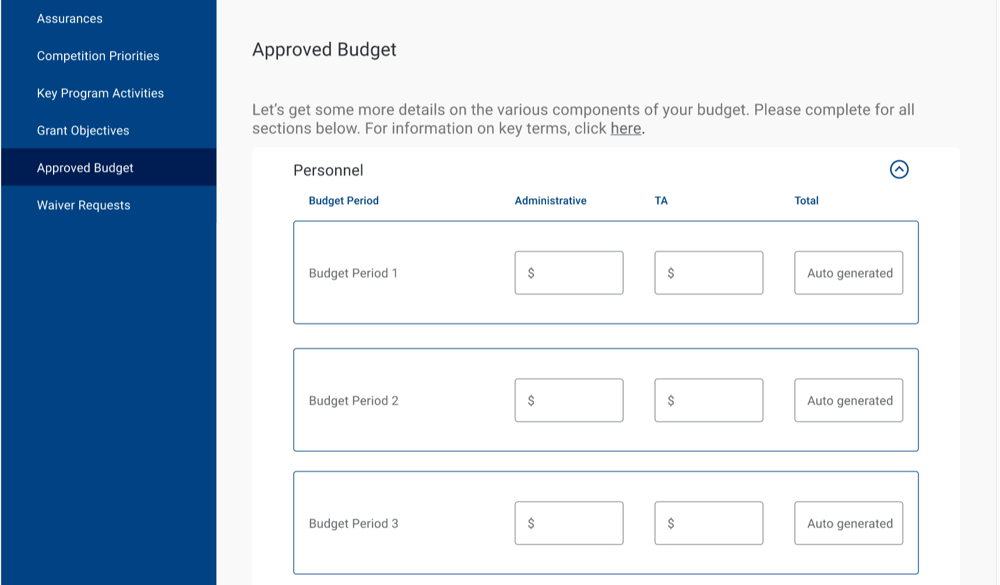 Assurances
Competition Priorities
Key Program Activities
Grant Objectives
Approved Budget
Waiver Requests
Approved Budget
Let’s get some more details on the various components of your budget. Please complete for all
sections below. For information on key terms, click here.
Personnel
Budget Period Administrative TA Total
Budget Period 1 $ $ Auto generated
Budget Period 2 $ $ Auto generated
Budget Period 3 $ $ Auto generated